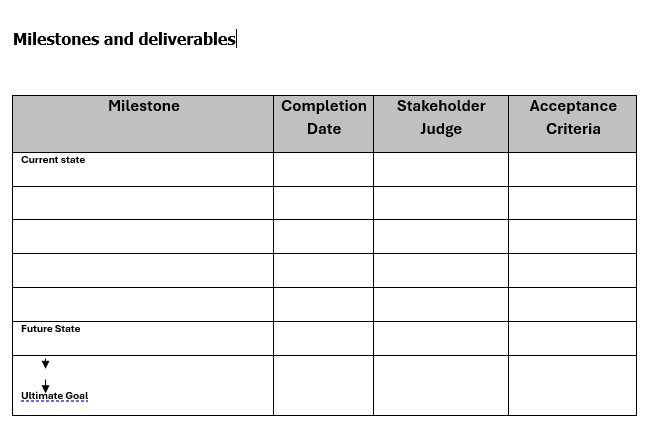 Milestones and deliverables
Milestone
Completion
Date
Stakeholder
Judge
Acceptance
Criteria
Current state
Future State
Ultimate Goal